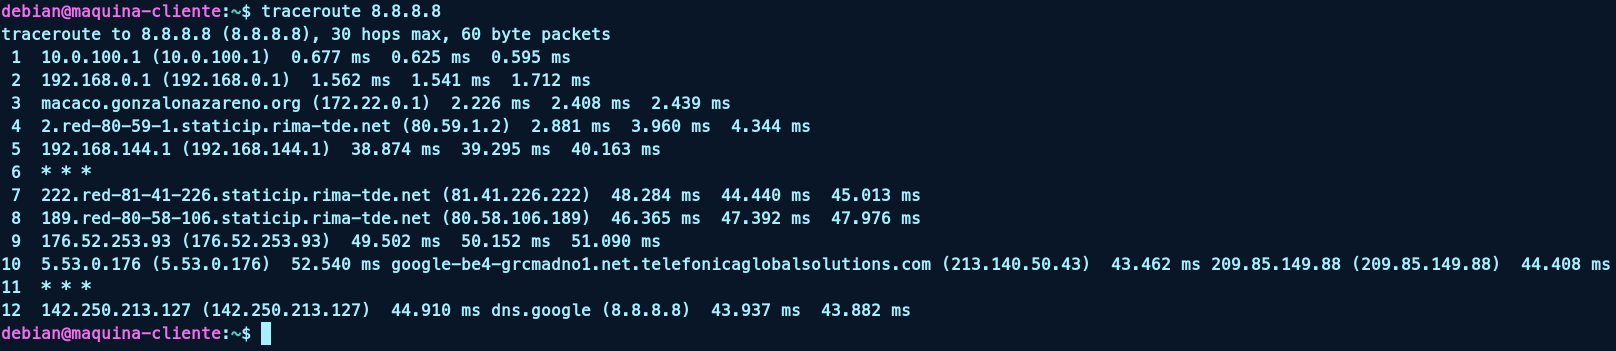 debian@maquina-cliente:~$ traceroute 8.8.8.8
traceroute to 8.8.8.8 (8.8.8.8), 30 hops max, 60 byte packets
 1  10.0.100.1 (10.0.100.1)  0.677 ms  0.625 ms  0.595 ms
 2  192.168.0.1 (192.168.0.1)  1.562 ms  1.541 ms  1.712 ms
 3  macaco.gonzalonazareno.org (172.22.0.1)  2.226 ms  2.408 ms  2.439 ms
 4  2.red-80-59-1.staticip.rima-tde.net (80.59.1.2)  2.881 ms  3.960 ms  4.344 ms
 5  192.168.144.1 (192.168.144.1)  38.874 ms  39.295 ms  40.163 ms
 6  * * *
 7  222.red-81-41-226.staticip.rima-tde.net (81.41.226.222)  48.284 ms  44.440 ms  45.013 ms
 8  189.red-80-58-106.staticip.rima-tde.net (80.58.106.189)  46.365 ms  47.392 ms  47.976 ms
 9  176.52.253.93 (176.52.253.93)  49.502 ms  50.152 ms  51.090 ms
10  5.53.0.176 (5.53.0.176)  52.540 ms google-be4-grcmadno1.net.telefonicaglobalsolutions.com (213.140.50.43)  43.462 ms 209.85.149.88 (209.85.149.88)  44.408 ms
11  * * *
12  142.250.213.127 (142.250.213.127)  44.910 ms dns.google (8.8.8.8)  43.937 ms  43.882 ms
debian@maquina-cliente:~$